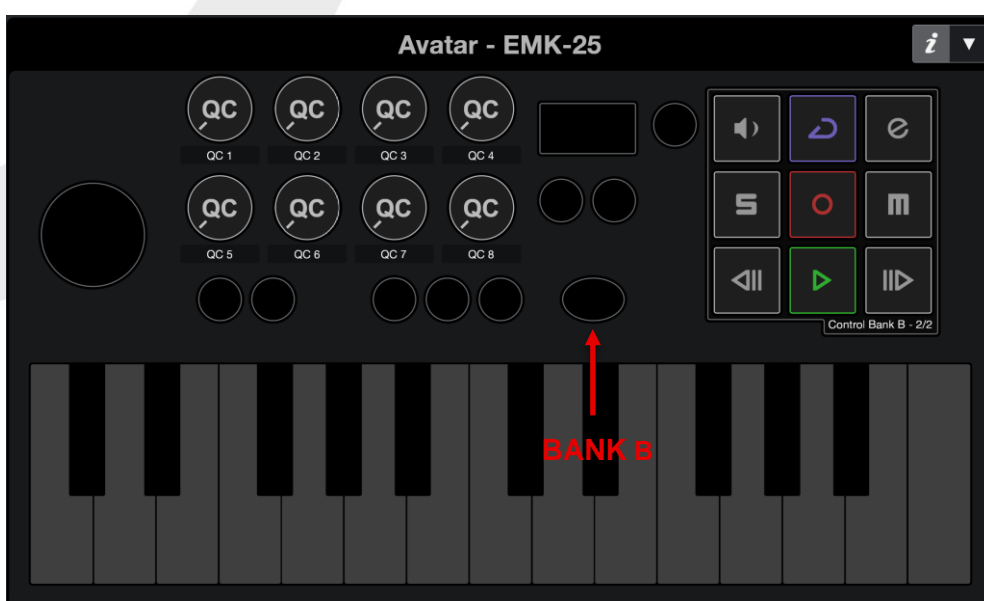 Avatar - EMK-25
i
QC QC QC QC
QC 1 QC 2 QC 3 QC 4
QC QC QC QC
QC 5 QC 6 QC 7 QC 8
e
S m
Control Bank B - 2/2
BANK B